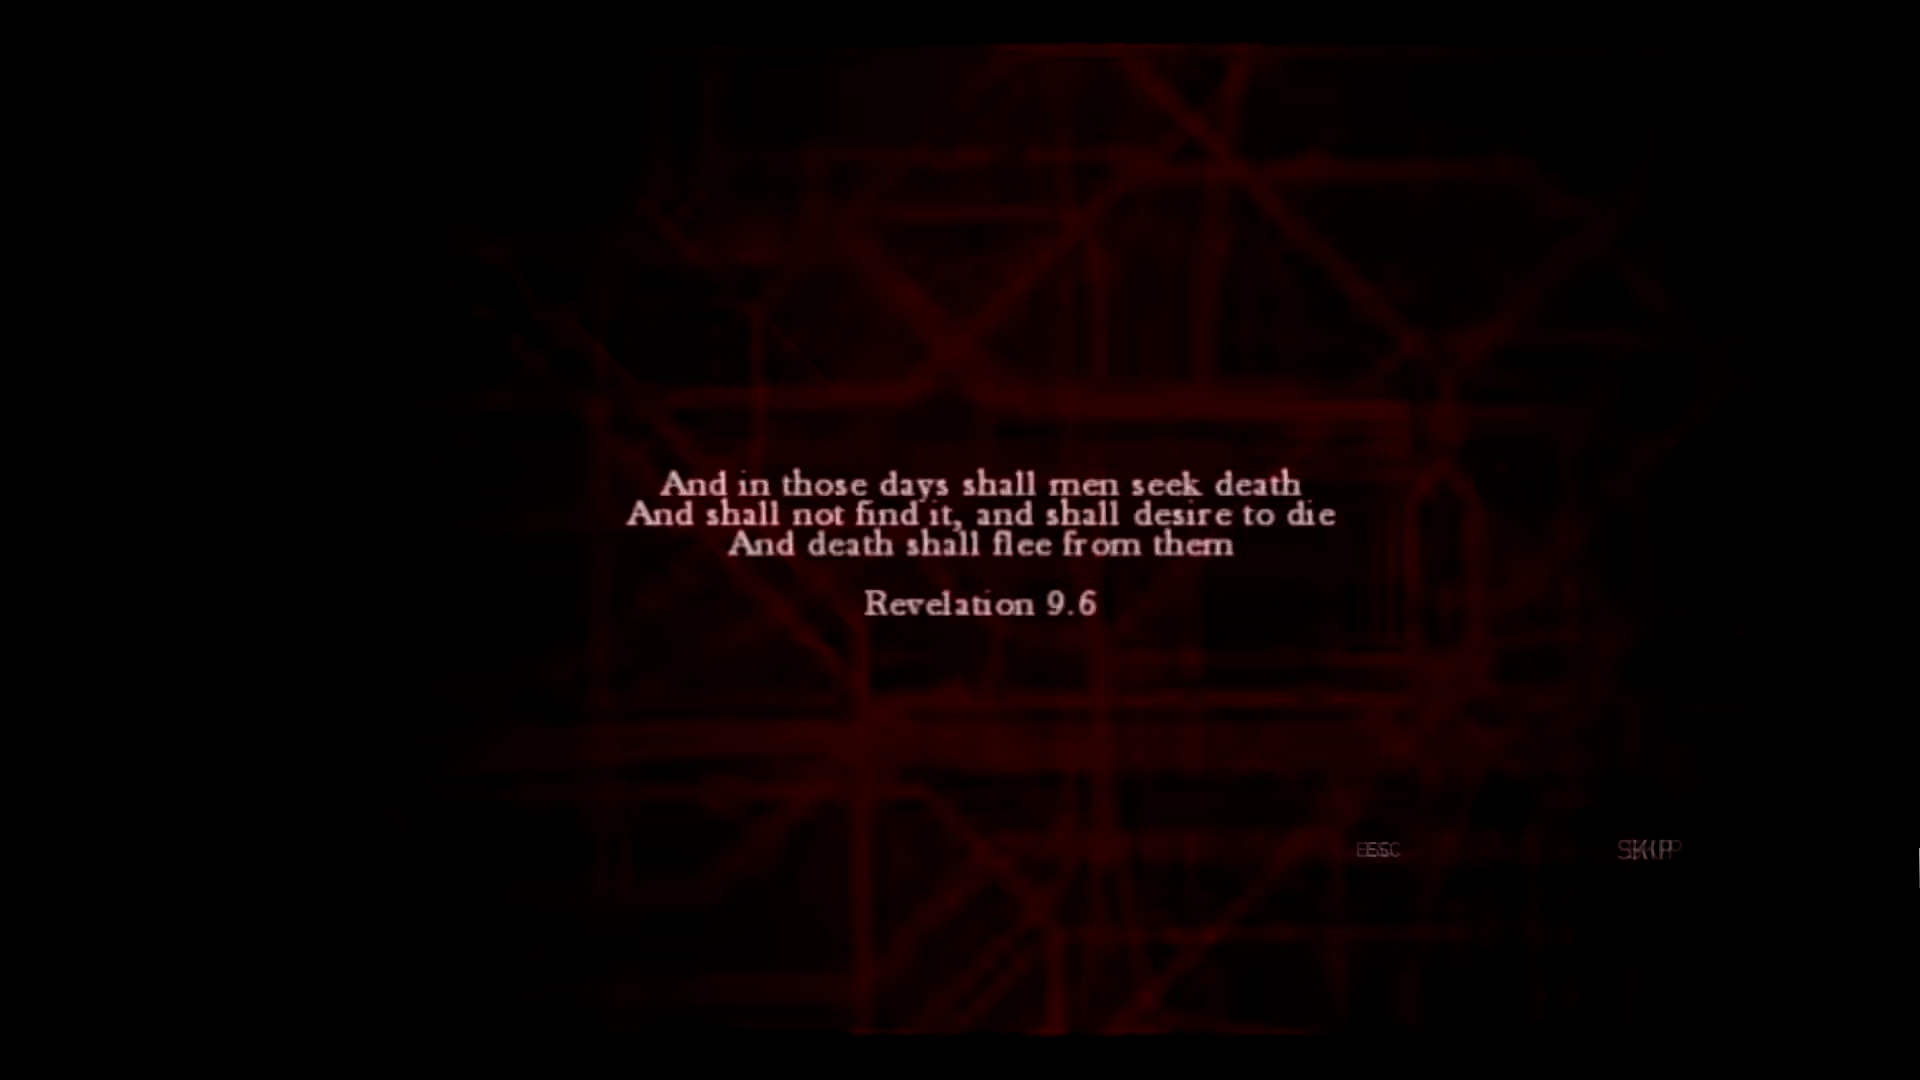 And in those days shall men seek death
And shall not find it, and shall desire to die
And death shall flee from them
Revelation 9.6
ESC
SKIP